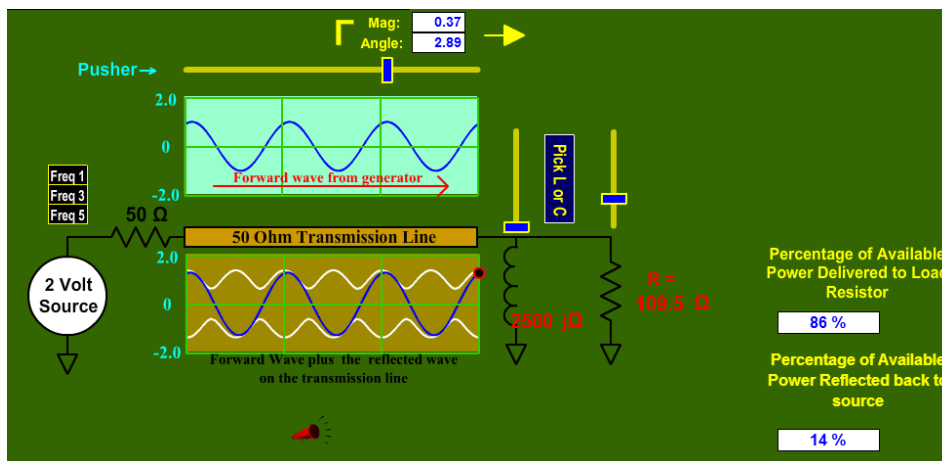 Γ Mag: 0.37
Angle: 2.89
Pusher→
2.0
0
-2.0
Forward wave from generator
Freq 1
Freq 3
Freq 5
50 Ω
50 Ohm Transmission Line
Pick L or C
2 Volt
Source
2.0
0
-2.0
2500 jΩ
R =
109.5 Ω
Forward Wave plus the reflected wave
on the transmission line
Percentage of Available
Power Delivered to Load
Resistor
86 %
Percentage of Available
Power Reflected back to
source
14 %